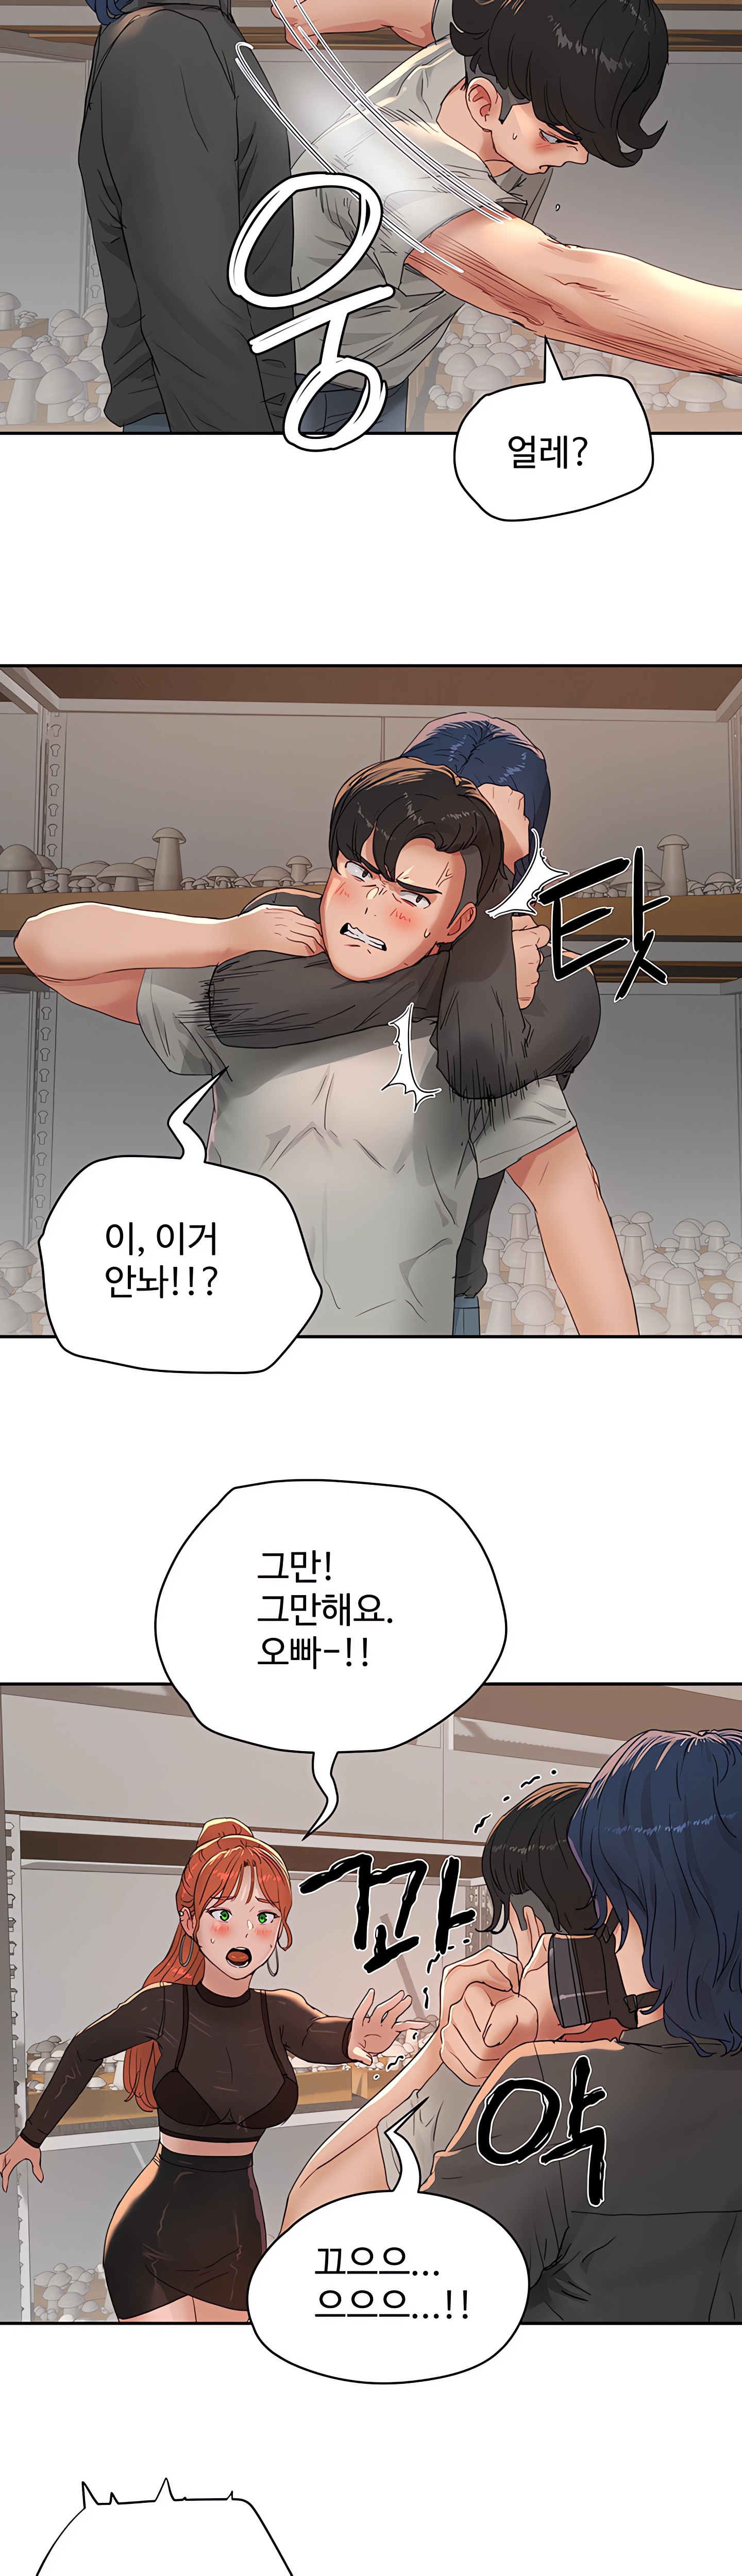 웅
얼레?
탓
이, 이거
안놔!!?
그만!
그만해요.
오빠-!!
꽈
악
끄으으...
으으으...!!